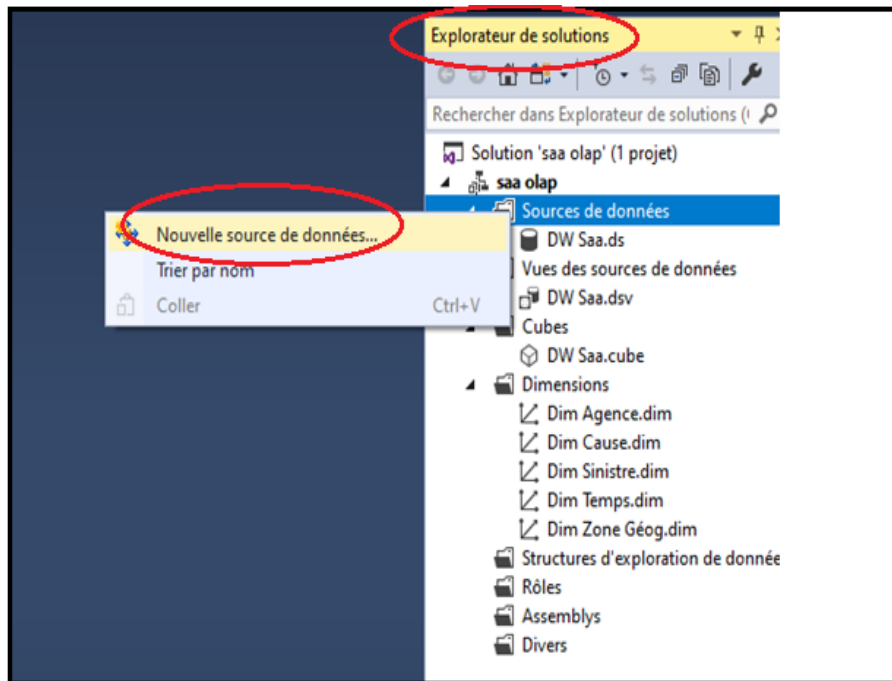 Explorateur de solutions
Rechercher dans Explorateur de solutions (
Solution 'saa olap' (1 projet)
saa olap
Sources de données
Nouvelle source de données...
DW Saa.ds
Trier par nom
Vues des sources de données
Coller Ctrl+V
DW Saa.dsv
Cubes
DW Saa.cube
Dimensions
Dim Agence.dim
Dim Cause.dim
Dim Sinistre.dim
Dim Temps.dim
Dim Zone Géog.dim
Structures d'exploration de donnée
Rôles
Assemblys
Divers